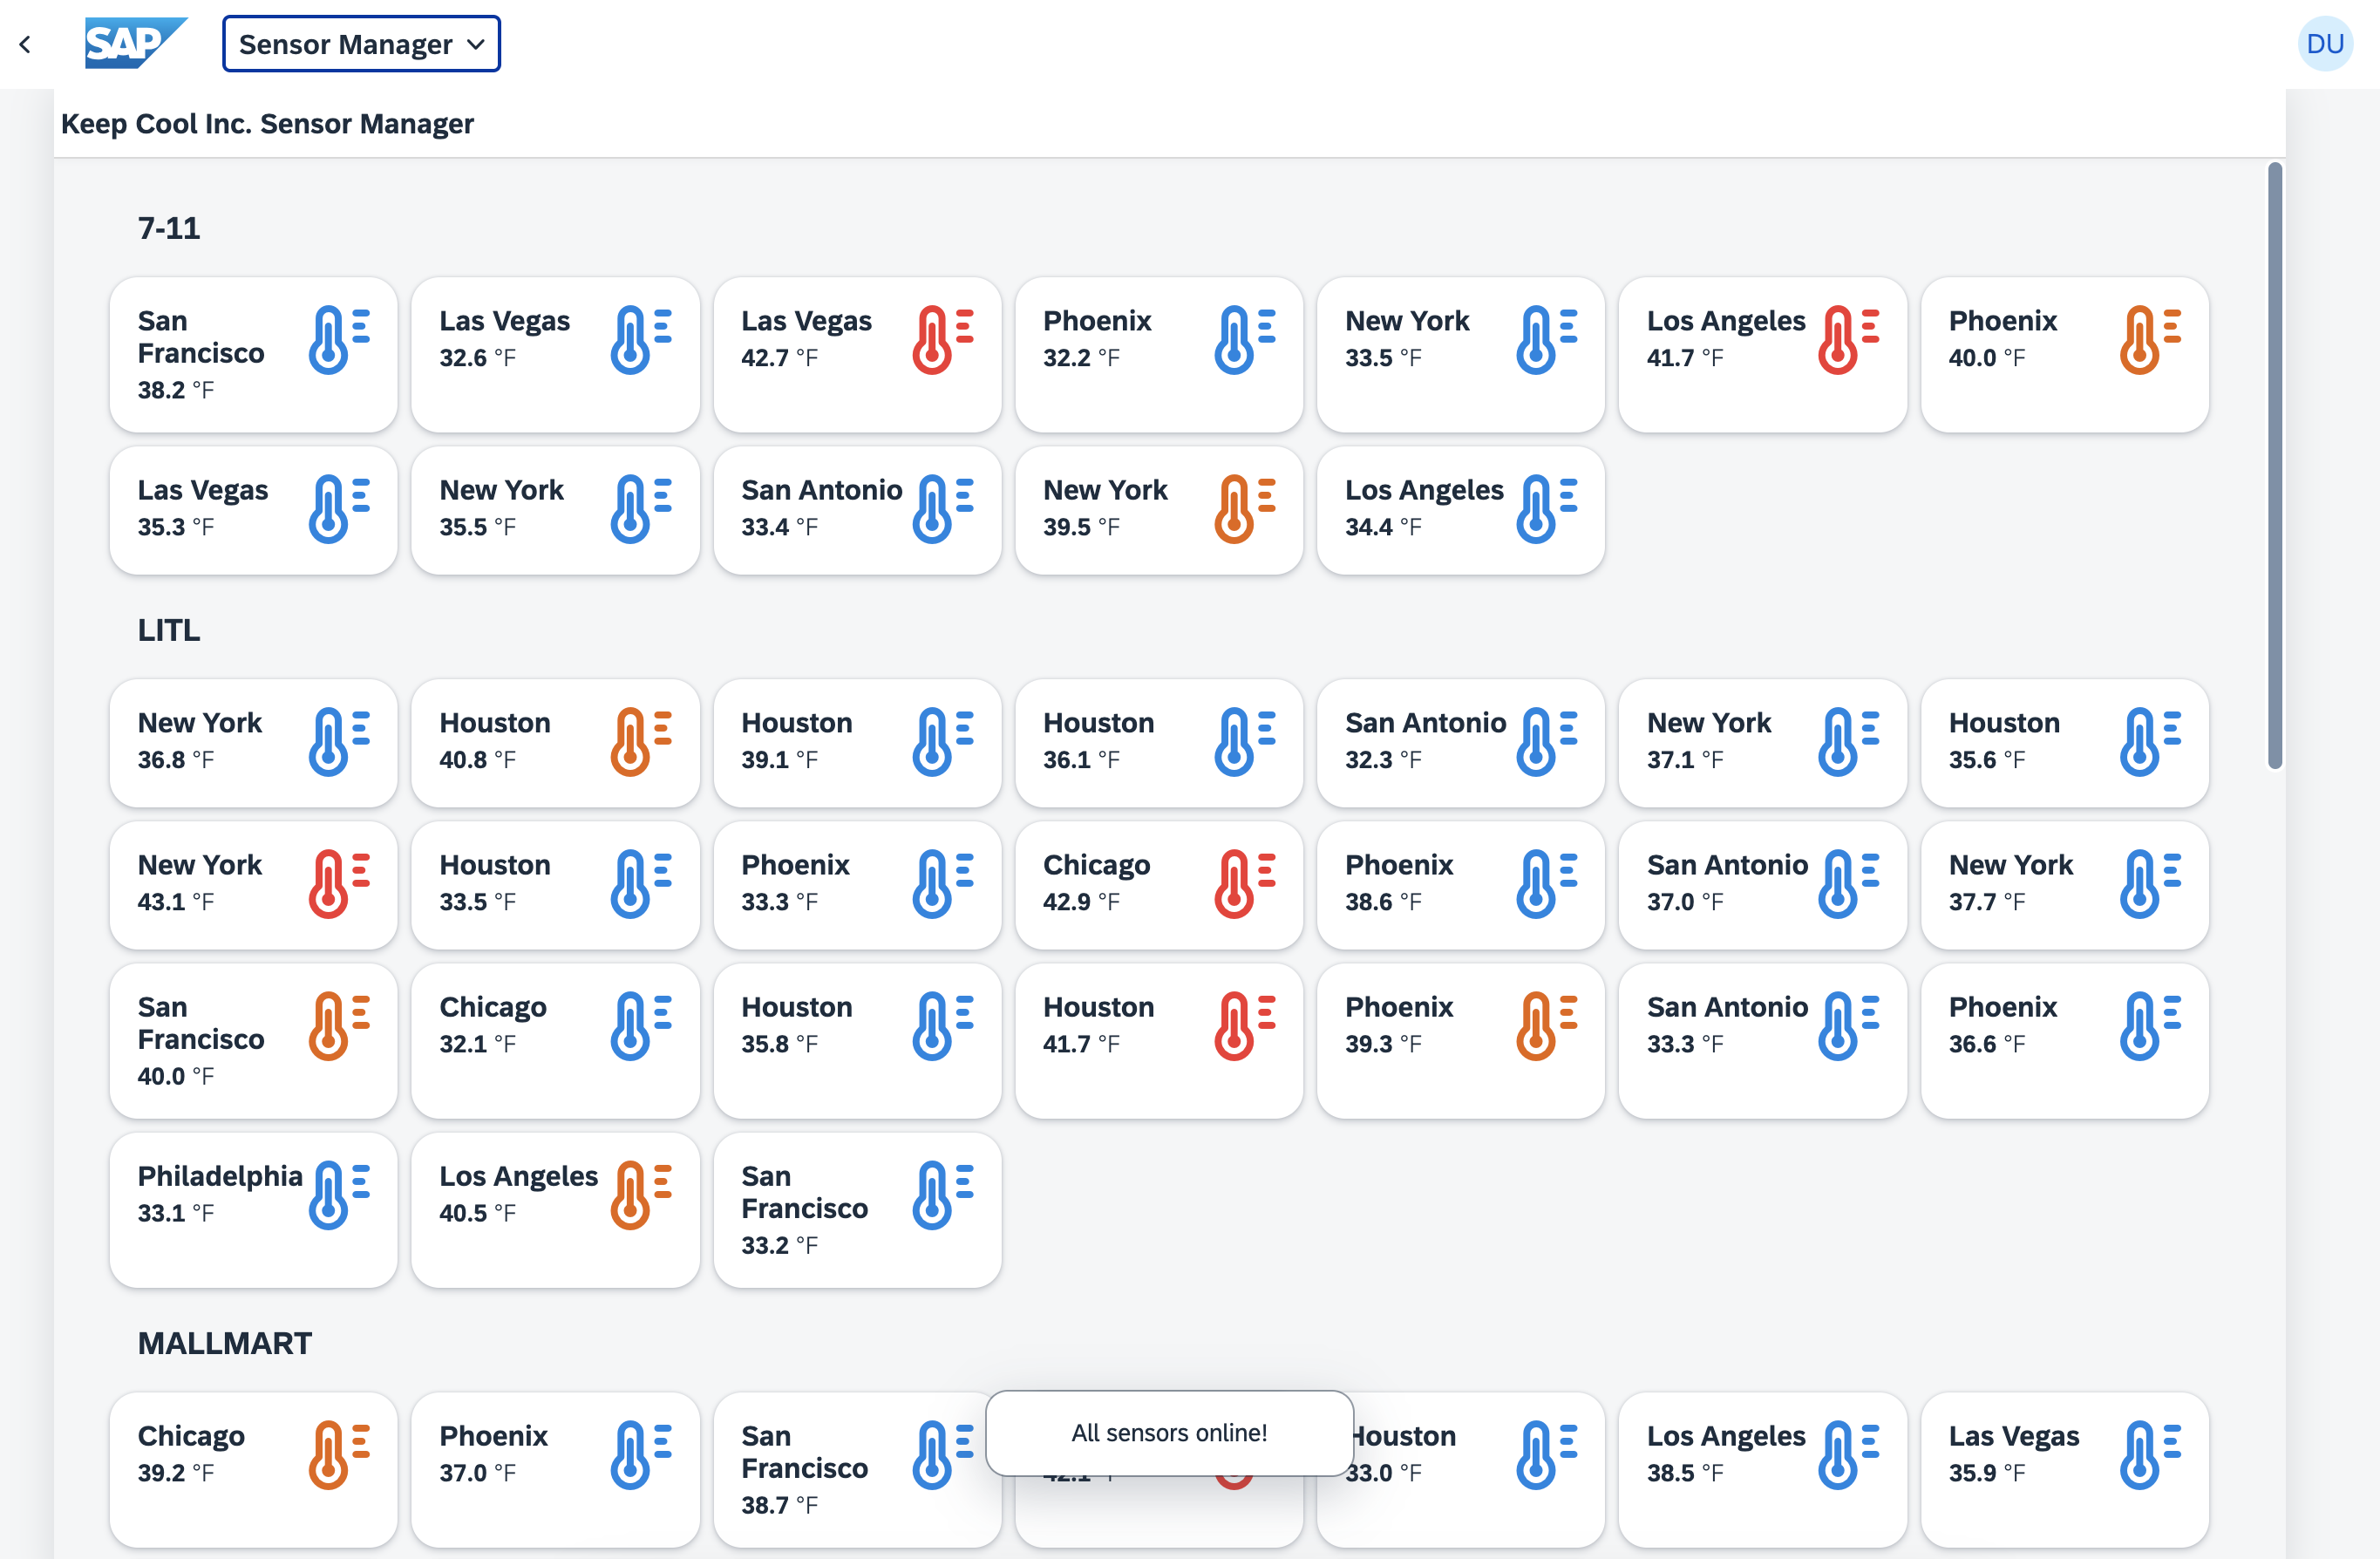 SAP
Sensor Manager
DU
Keep Cool Inc. Sensor Manager
7-11
San
Francisco
38.2 °F
Las Vegas
32.6 °F
Las Vegas
42.7 °F
Phoenix
32.2 °F
New York
33.5 °F
Los Angeles
41.7 °F
Phoenix
40.0 °F
Las Vegas
35.3 °F
New York
35.5 °F
San Antonio
33.4 °F
New York
39.5 °F
Los Angeles
34.4 °F
LITL
New York
36.8 °F
Houston
40.8 °F
Houston
39.1 °F
Houston
36.1 °F
San Antonio
32.3 °F
New York
37.1 °F
Houston
35.6 °F
New York
43.1 °F
Houston
33.5 °F
Phoenix
33.3 °F
Chicago
42.9 °F
Phoenix
38.6 °F
San Antonio
37.0 °F
New York
37.7 °F
San
Francisco
40.0 °F
Chicago
32.1 °F
Houston
35.8 °F
Houston
41.7 °F
Phoenix
39.3 °F
San Antonio
33.3 °F
Phoenix
36.6 °F
Philadelphia
33.1 °F
Los Angeles
40.5 °F
San
Francisco
33.2 °F
MALLMART
Chicago
39.2 °F
Phoenix
37.0 °F
San
Francisco
38.7 °F
All sensors online!
Houston
33.0 °F
Los Angeles
38.5 °F
Las Vegas
35.9 °F